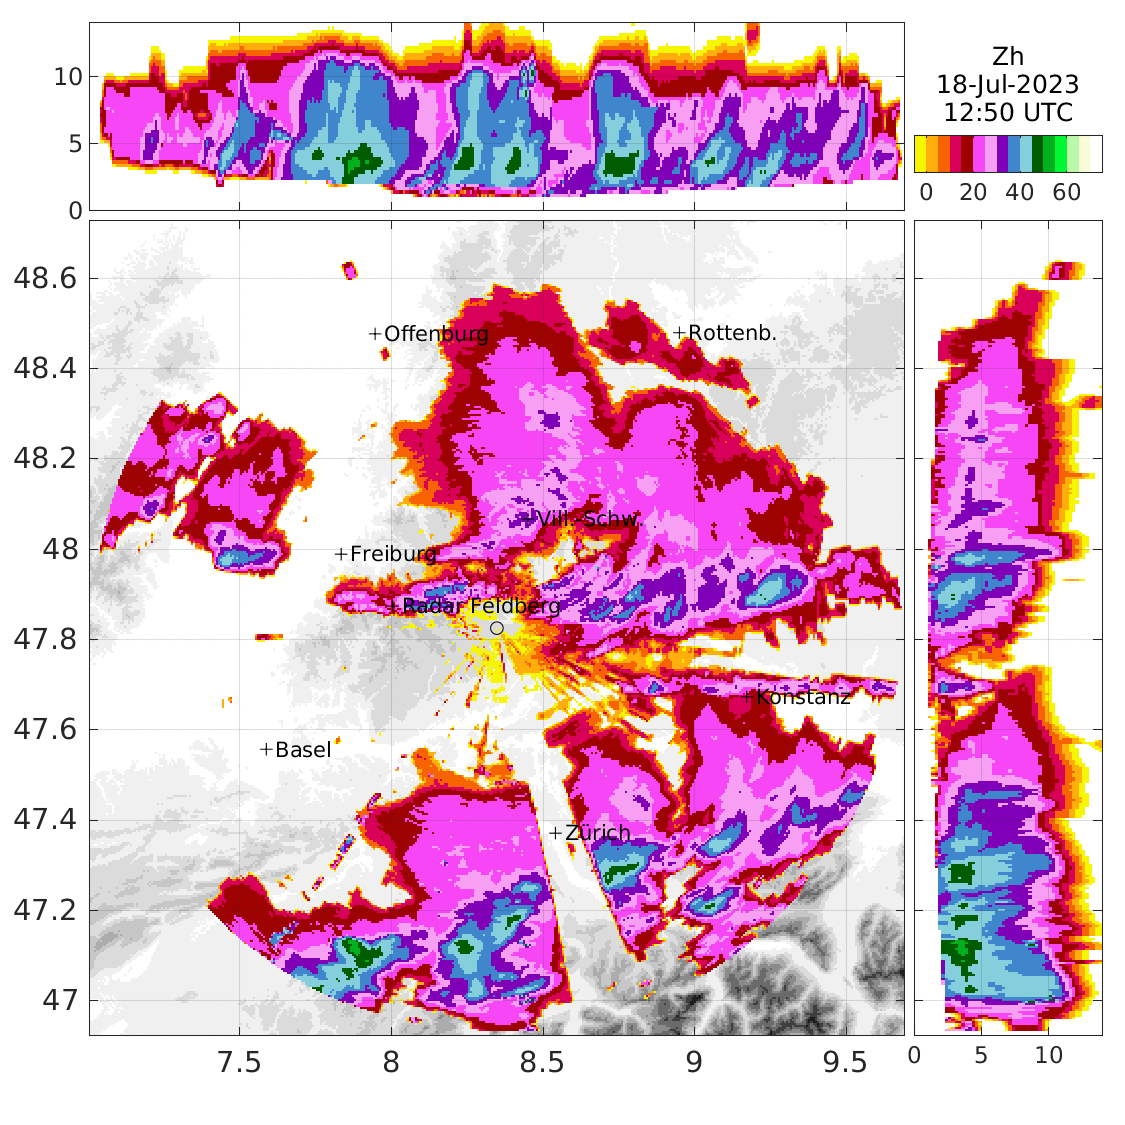 10
5
0
Zh
18-Jul-2023
12:50 UTC
0 20 40 60
48.6
48.4
48.2
48
47.8
47.6
47.4
47.2
47
Offenburg
Rottenb.
Vill.-Schw.
Freiburg
Radar Feldberg
Konstanz
Basel
Zürich
7.5 8 8.5 9 9.5
0 5 10